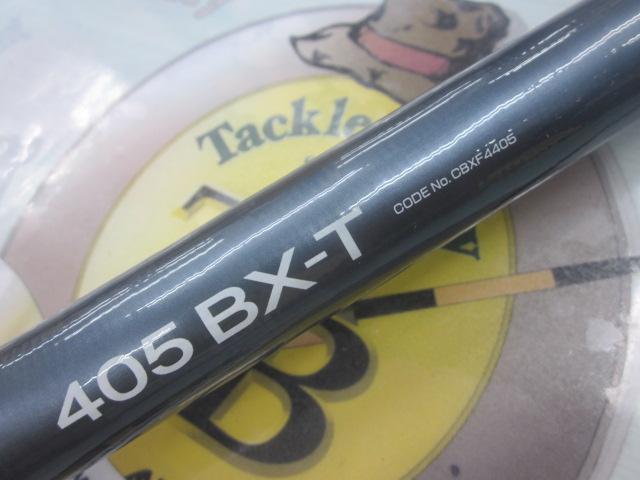 Tackle
B
405 BX-T
CODE No. CBXF4405